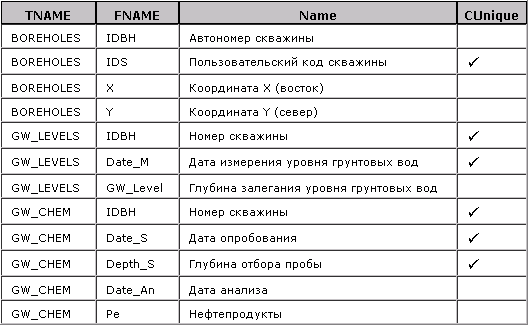 TNAME FNAME Name CUnique
BOREHOLES IDBH Автономер скважины
BOREHOLES IDS Пользовательский код скважины ✓
BOREHOLES X Координата X (восток)
BOREHOLES Y Координата Y (север)
GW_LEVELS IDBH Номер скважины ✓
GW_LEVELS Date_M Дата измерения уровня грунтовых вод ✓
GW_LEVELS GW_Level Глубина залегания уровня грунтовых вод
GW_CHEM IDBH Номер скважины ✓
GW_CHEM Date_S Дата опробования ✓
GW_CHEM Depth_S Глубина отбора пробы ✓
GW_CHEM Date_An Дата анализа
GW_CHEM Pe Нефтепродукты